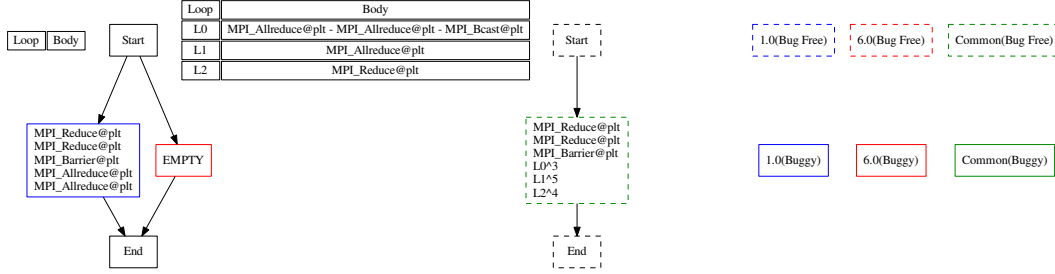 Loop Body
Start
Loop Body
L0 MPI_Allreduce@plt - MPI_Allreduce@plt - MPI_Bcast@plt
L1 MPI_Allreduce@plt
L2 MPI_Reduce@plt
Start
1.0(Bug Free)
6.0(Bug Free)
Common(Bug Free)
MPI_Reduce@plt
MPI_Reduce@plt
MPI_Barrier@plt
MPI_Allreduce@plt
MPI_Allreduce@plt
EMPTY
MPI_Reduce@plt
MPI_Reduce@plt
MPI_Barrier@plt
L0^3
L1^5
L2^4
1.0(Buggy)
6.0(Buggy)
Common(Buggy)
End
End